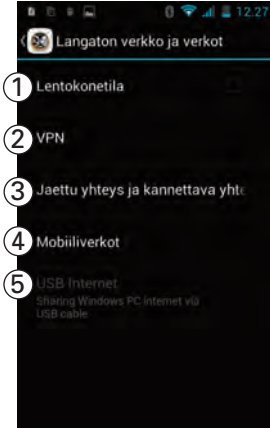 12.27
Langaton verkko ja verkot
1 Lentokonetila
2 VPN
3 Jaettu yhteys ja kannettava yhte
4 Mobiiliverkot
5 USB Internet
Sharing Windows PC internet via
USB cable